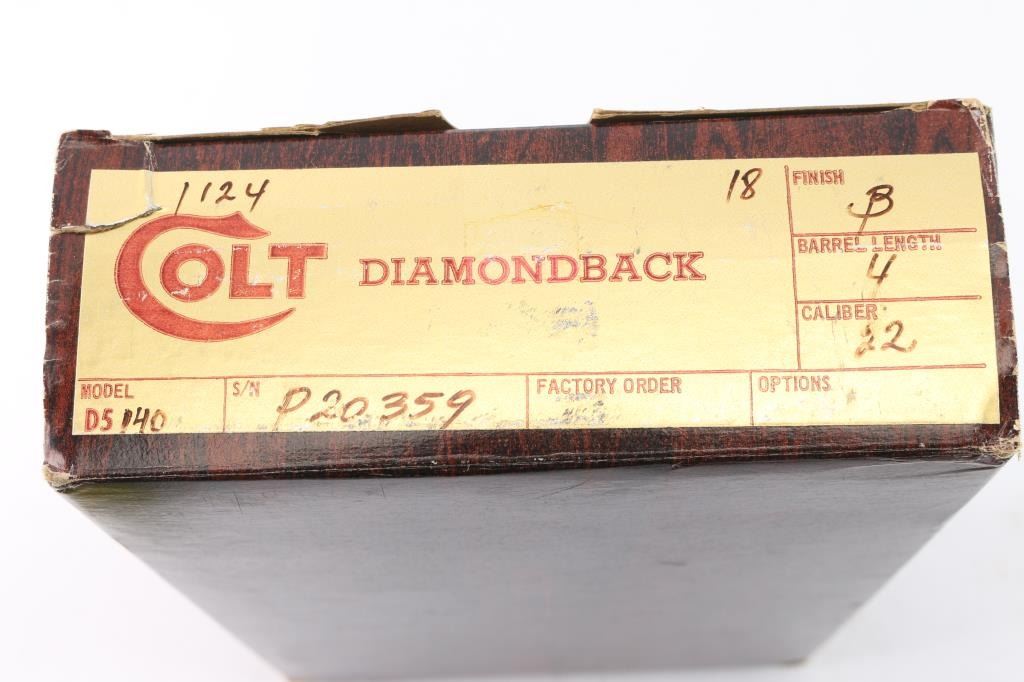 1124 18
COLT DIAMONDBACK
FINISH
B
BARREL LENGTH
4
CALIBER
22
MODEL
D5140
S/N
P20359
FACTORY ORDER
OPTIONS